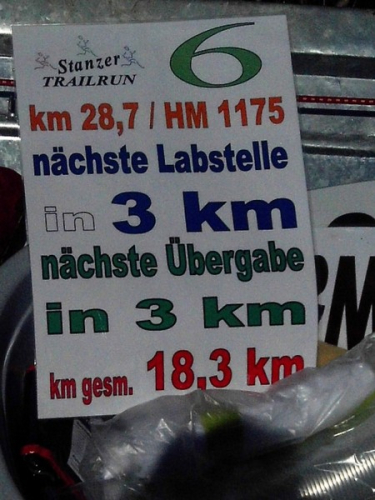 Stanzer
TRAILRUN
6
km 28,7 / HM 1175
nächste Labstelle
in 3 km
nächste Übergabe
in 3 km
km gesm. 18.3 km